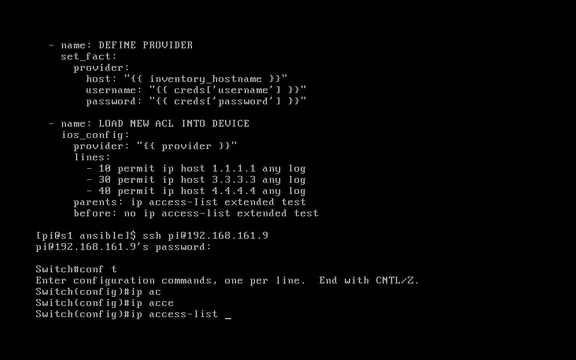 - name: DEFINE PROVIDER
set_fact:
provider:
host: "{{ inventory_hostname }}"
username: "{{ creds['username'] }}"
password: "{{ creds['password'] }}"
- name: LOAD NEW ACL INTO DEVICE
ios_config:
provider: "{{ provider }}"
lines:
- 10 permit ip host 1.1.1.1 any log
- 30 permit ip host 3.3.3.3 any log
- 40 permit ip host 4.4.4.4 any log
parents: ip access-list extended test
before: no ip access-list extended test
[pi@s1 ansible]$ ssh pi@192.168.161.9
pi@192.168.161.9's password:
Switch#conf t
Enter configuration commands, one per line.  End with CNTL/Z.
Switch(config)#ip ac
Switch(config)#ip acce
Switch(config)#ip access-list _